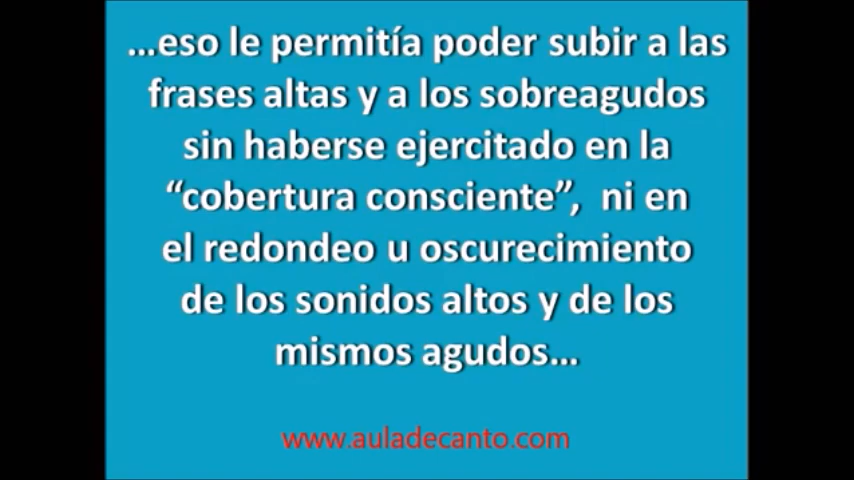 ...eso le permitía poder subir a las
frases altas y a los sobreagudos
sin haberse ejercitado en la
“cobertura consciente”, ni en
el redondeo u oscurecimiento
de los sonidos altos y de los
mismos agudos...
www.auladecanto.com